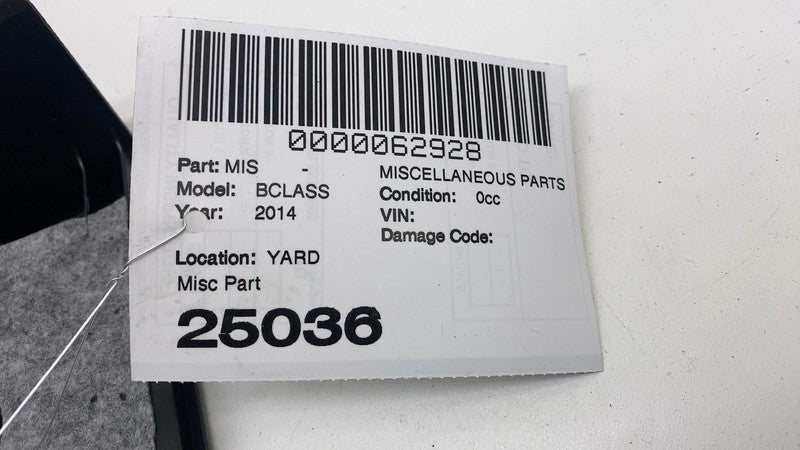 0000062928
Part: MIS - MISCELLANEOUS PARTS
Model: BCLASS Condition: 0cc
Year: 2014 VIN:
Damage Code:
Location: YARD
Misc Part
25036